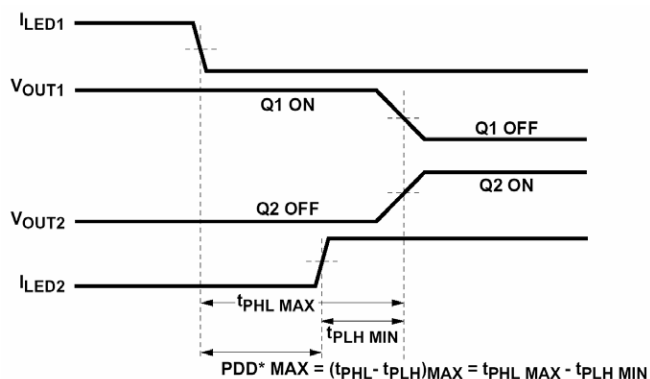 ILED1
VOUT1
Q1 ON
Q1 OFF
Q2 ON
Q2 OFF
VOUT2
ILED2
tPHL MAX
tPLH MIN
PDD* MAX = (tPHL- tPLH)MAX = tPHL MAX - tPLH MIN